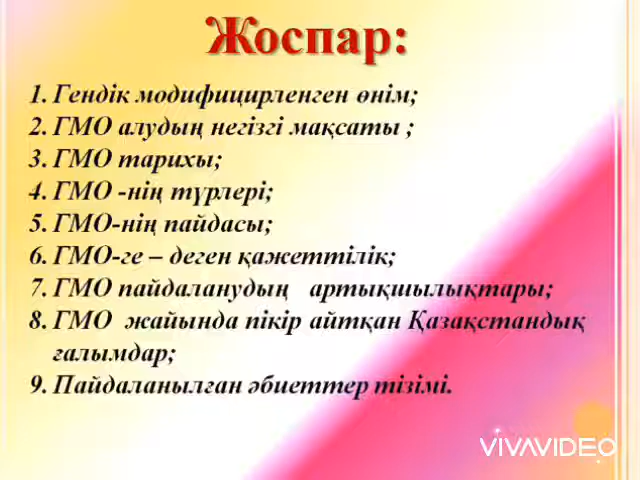 Жоспар:
1. Гендік модифицирленген өнім;
2. ГМО алудың негізгі мақсаты ;
3. ГМО тарихы;
4. ГМО -нің түрлері;
5. ГМО-нің пайдасы;
6. ГМО-ге – деген қажеттілік;
7. ГМО пайдаланудың артықшылықтары;
8. ГМО жайында пікір айтқан Қазақстандық
ғалымдар;
9. Пайдаланылған әбиеттер тізімі.
VIVAVIDEO